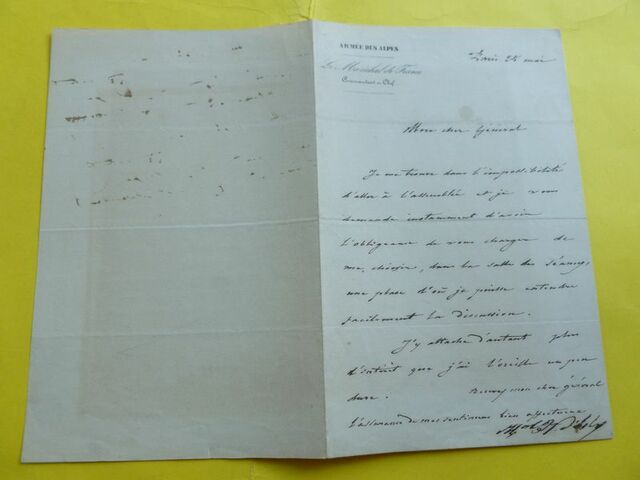 ARMÉE DES ALPES
Le Maréchal de France
Commandant en Chef
Paris 25 mai
Mon cher Général
Je me trouve dans l'impossibilité
d'aller à l'assemblée et je vous
demande instamment d'avoir
l'obligeance de vous charger de
me choisir, dans la salle des séances,
une place d'où je puisse entendre
facilement la discussion.
J'y attache d'autant plus
d'intérêt que j'ai l'oreille un peu
dure. Recevez mon cher général
l'assurance de mes sentiments bien affectueux
Mal